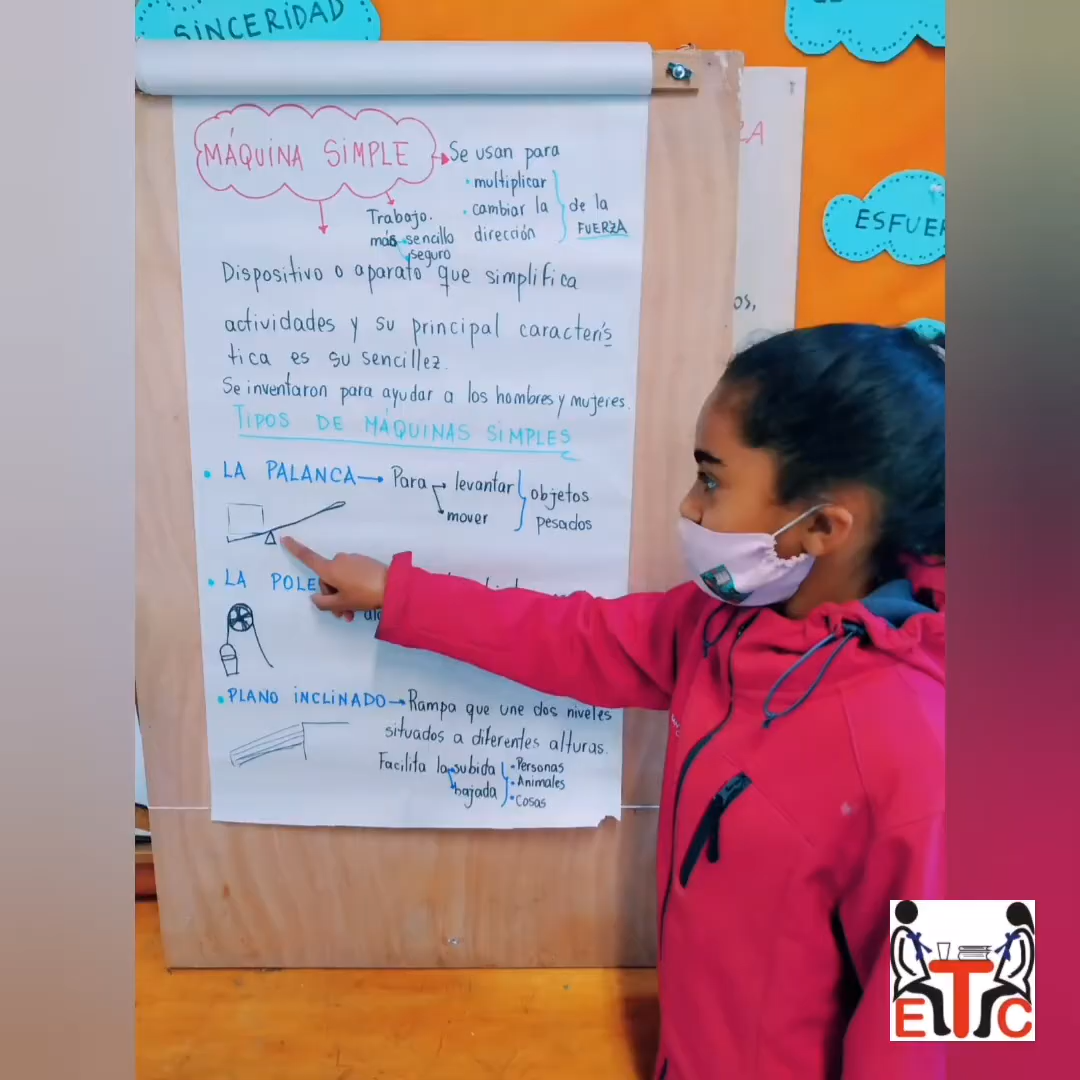 SINCERIDAD
MÁQUINA SIMPLE
Se usan para
• multiplicar
• cambiar la dirección
de la FUERZA
Trabajo.
más sencillo
seguro
Dispositivo o aparato que simplifica
actividades y su principal caracterís
tica es su sencillez.
Se inventaron para ayudar a los hombres y mujeres.
TIPOS DE MÁQUINAS SIMPLES
• LA PALANCA → Para levantar
mover
objetos
pesados
• LA POLE
• PLANO INCLINADO → Rampa que une dos niveles
situados a diferentes alturas.
Facilita la subida
bajada
• Personas
• Animales
• Cosas
ESFUER
os,
ETC